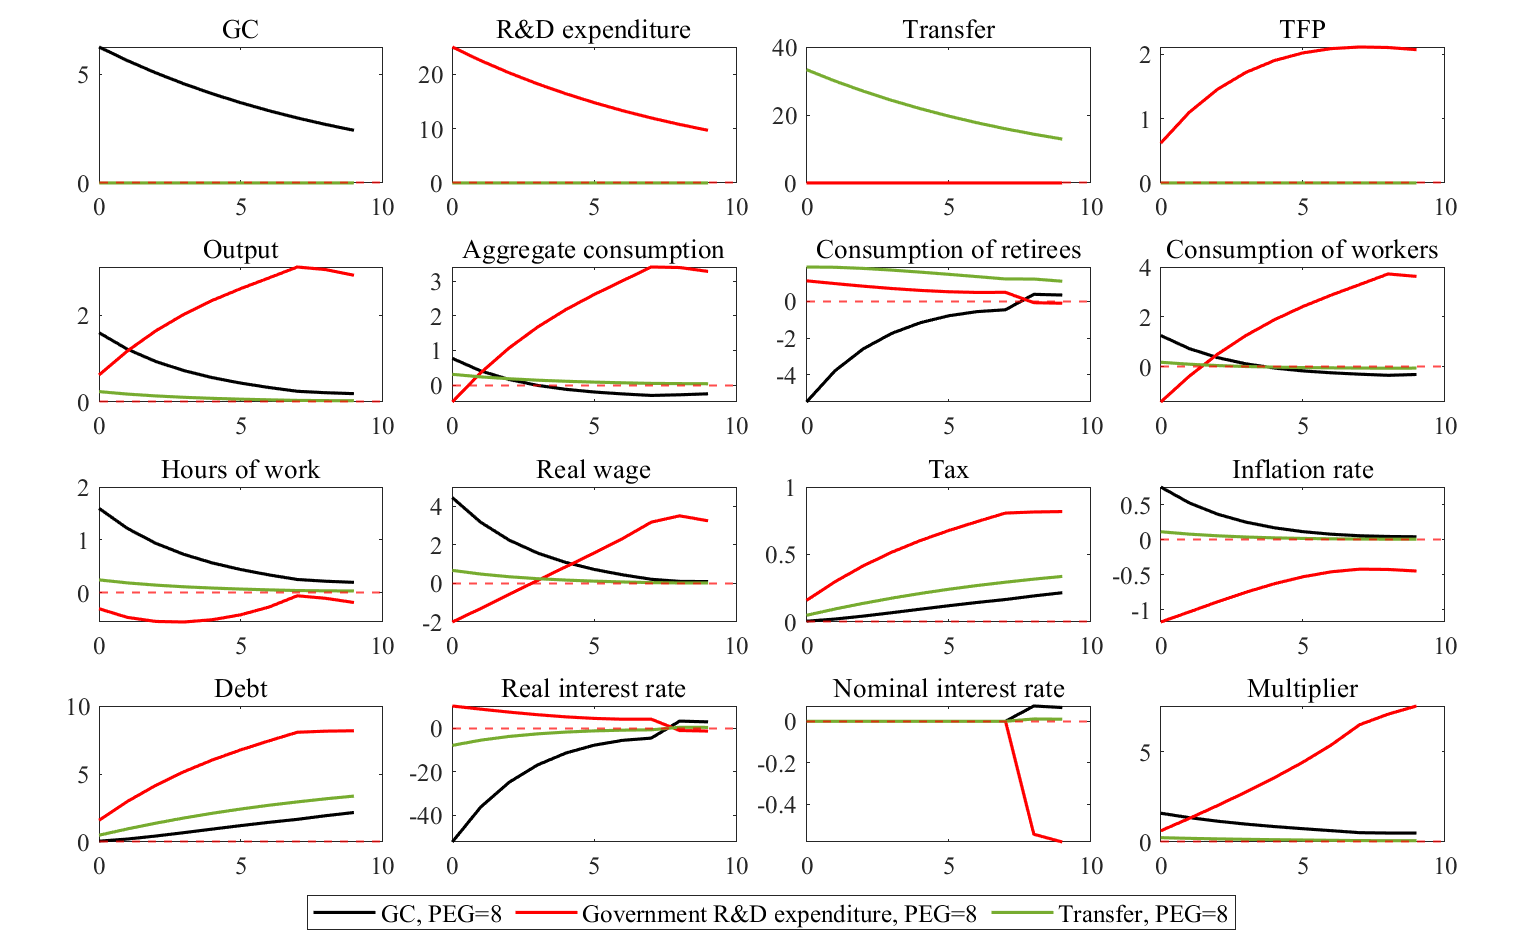 GC R&D expenditure Transfer TFP
5 20 10 40 20 2 1
0 0 0 0
0 5 10 0 5 10 0 5 10 0 5 10
Output Aggregate consumption Consumption of retirees Consumption of workers
2 3 2 1 0 0 -2 -4 4 2 0
0
0 5 10 0 5 10 0 5 10 0 5 10
Hours of work Real wage Tax Inflation rate
2 1 0 4 2 0 -2 1 0.5 0 0.5 0 -0.5 -1
0 5 10 0 5 10 0 5 10 0 5 10
Debt Real interest rate Nominal interest rate Multiplier
10 5 0 0 -20 -40 0 -0.2 -0.4 5 0
0 5 10 0 5 10 0 5 10 0 5 10
GC, PEG=8 Government R&D expenditure, PEG=8 Transfer, PEG=8